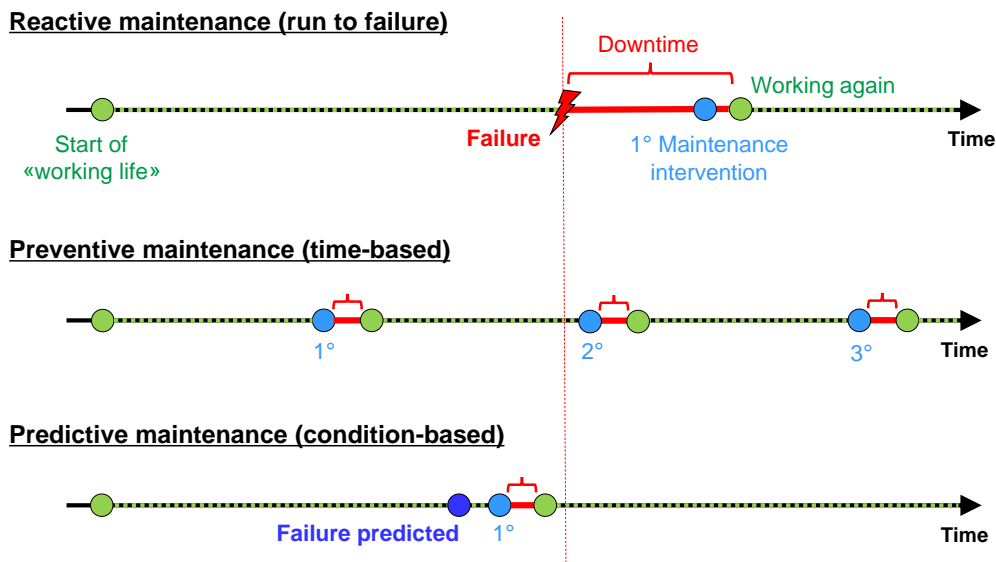 Reactive maintenance (run to failure)
Downtime
Working again
Failure
Start of
«working life»
1° Maintenance
intervention
Time
Preventive maintenance (time-based)
1°
2°
3°
Time
Predictive maintenance (condition-based)
Failure predicted
1°
Time